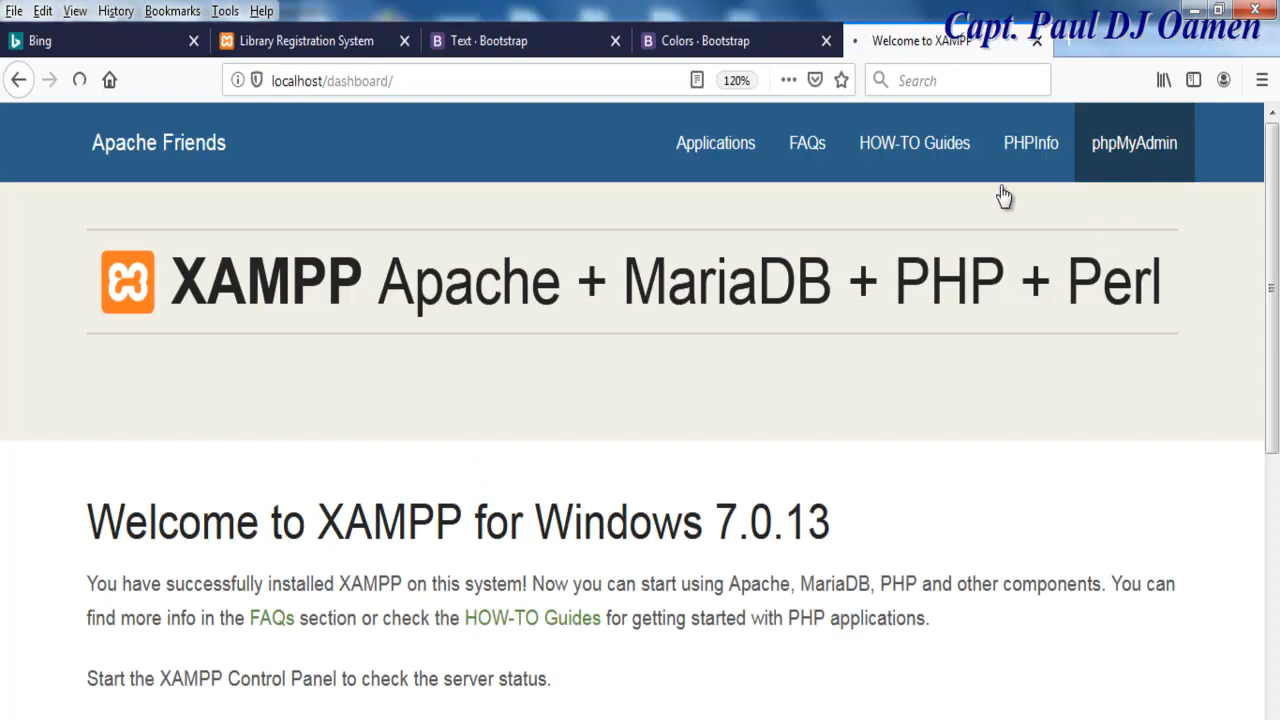 File Edit View History Bookmarks Tools Help
Capt. Paul DJ Oamen
Bing
Library Registration System
Text · Bootstrap
Colors · Bootstrap
Welcome to XAMPP
localhost/dashboard/
120%
Search
Apache Friends
Applications
FAQs
HOW-TO Guides
PHPInfo
phpMyAdmin
XAMPP Apache + MariaDB + PHP + Perl
Welcome to XAMPP for Windows 7.0.13
You have successfully installed XAMPP on this system! Now you can start using Apache, MariaDB, PHP and other components. You can
find more info in the FAQs section or check the HOW-TO Guides for getting started with PHP applications.
Start the XAMPP Control Panel to check the server status.